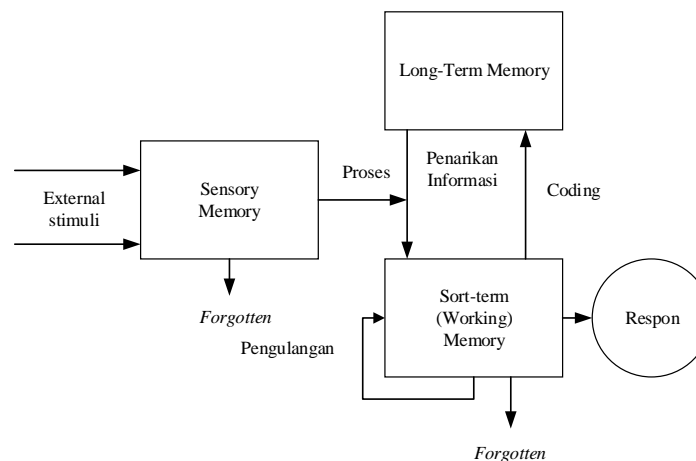 Long-Term Memory
External
stimuli
Sensory
Memory
Proses
Penarikan
Informasi
Coding
Forgotten
Pengulangan
Sort-term
(Working)
Memory
Respon
Forgotten